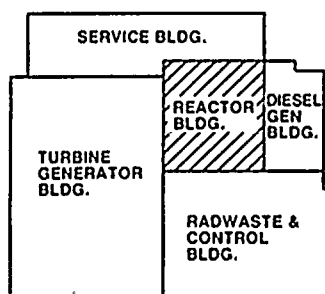 SERVICE BLDG.
REACTOR
BLDG.
DIESEL
GEN
BLDG.
TURBINE
GENERATOR
BLDG.
RADWASTE &
CONTROL
BLDG.